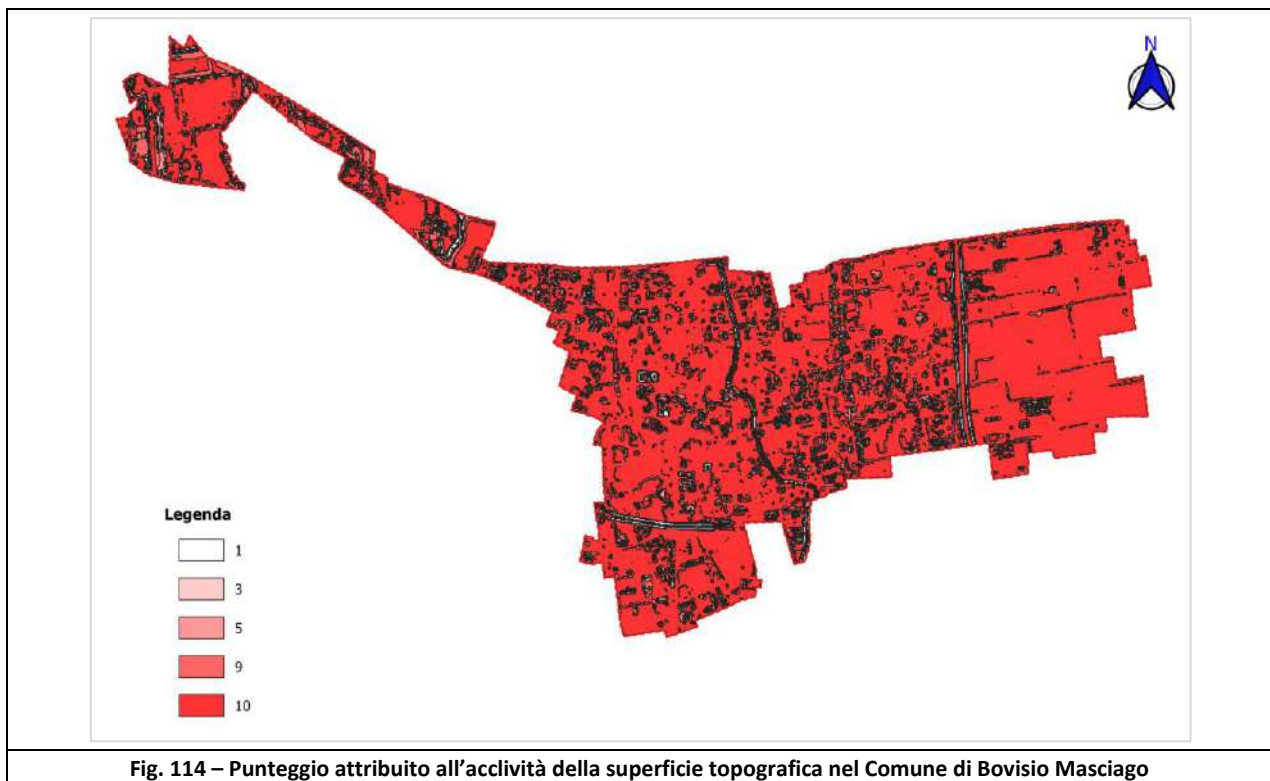 N
Legenda
1
3
5
9
10
Fig. 114 – Punteggio attribuito all’acclività della superficie topografica nel Comune di Bovisio Masciago